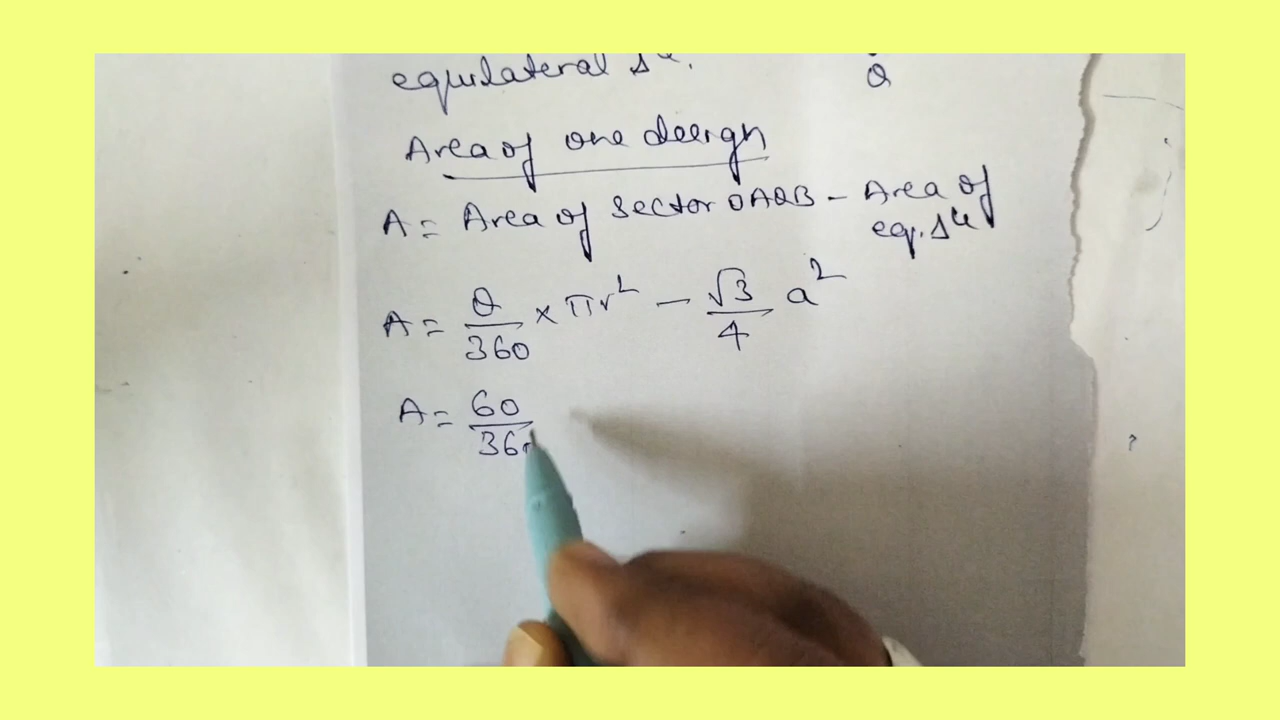 equilateral Δle.
Q
Area of one design
A = Area of sector OAQB - Area of
eq. Δle
A = θ/360 × πr² - √3/4 a²
A = 60/360